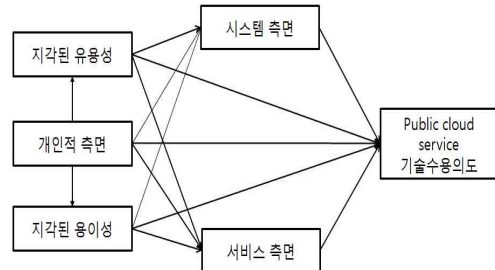 시스템 측면
지각된 유용성
개인적 측면
Public cloud
service
기술수용의도
지각된 용이성
서비스 측면